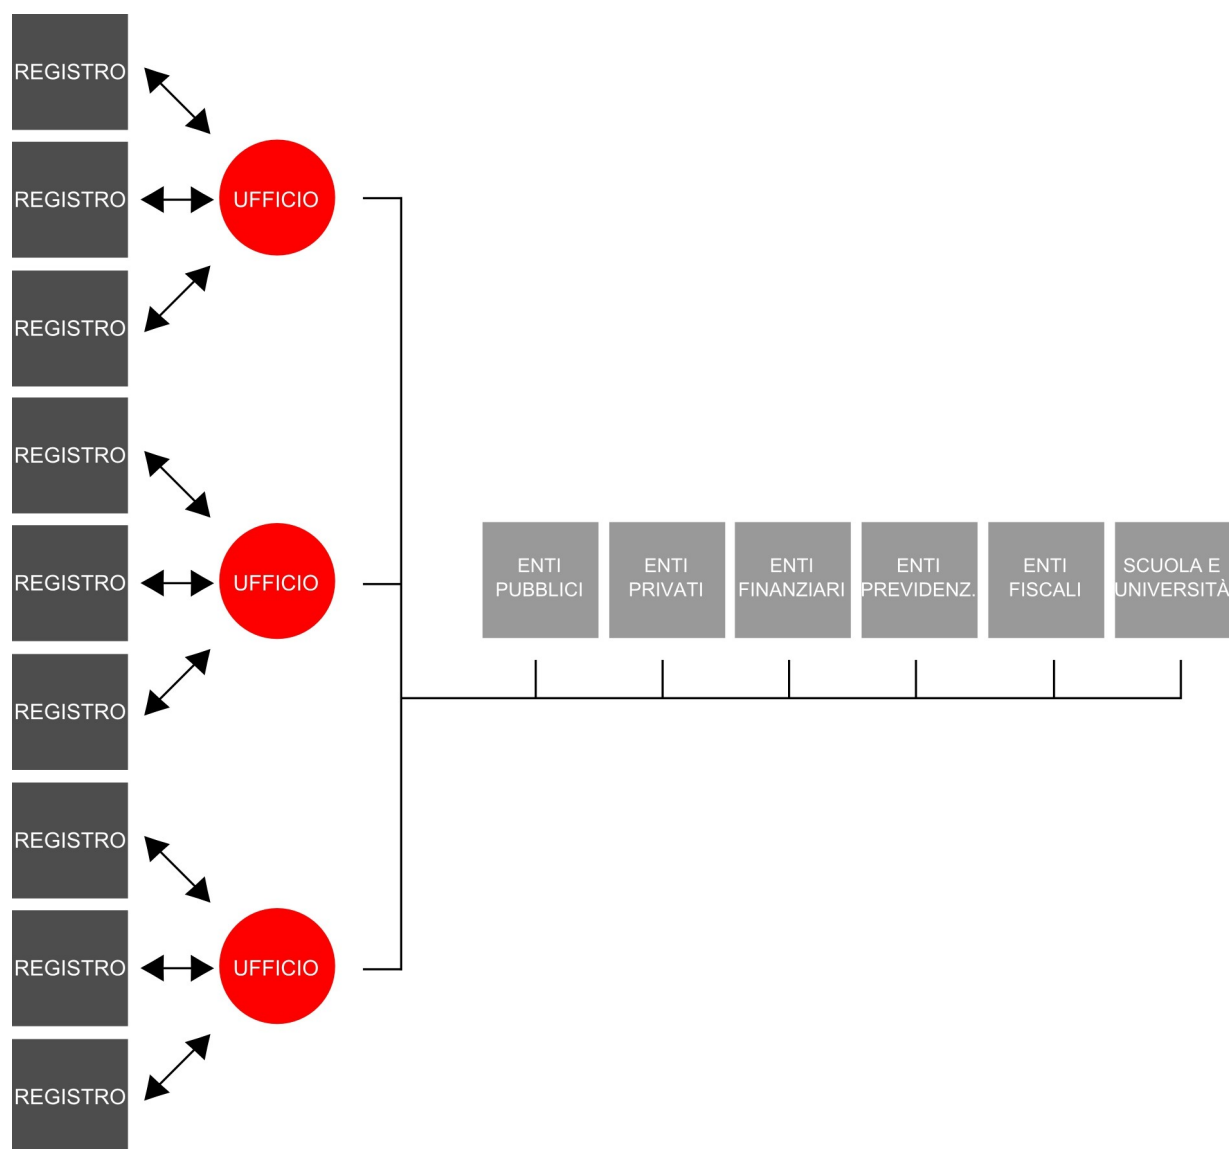 REGISTRO
REGISTRO
UFFICIO
REGISTRO
REGISTRO
REGISTRO
UFFICIO
REGISTRO
ENTI
PUBBLICI
ENTI
PRIVATI
ENTI
FINANZIARI
ENTI
PREVIDENZ.
ENTI
FISCALI
SCUOLA E
UNIVERSITÀ
REGISTRO
REGISTRO
UFFICIO
REGISTRO